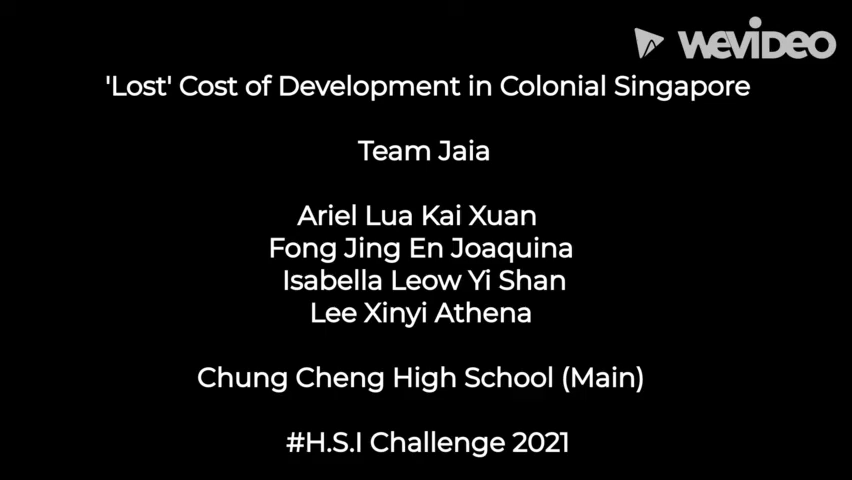 WEVIDEO
'Lost' Cost of Development in Colonial Singapore
Team Jaia
Ariel Lua Kai Xuan
Fong Jing En Joaquina
Isabella Leow Yi Shan
Lee Xinyi Athena
Chung Cheng High School (Main)
#H.S.I Challenge 2021